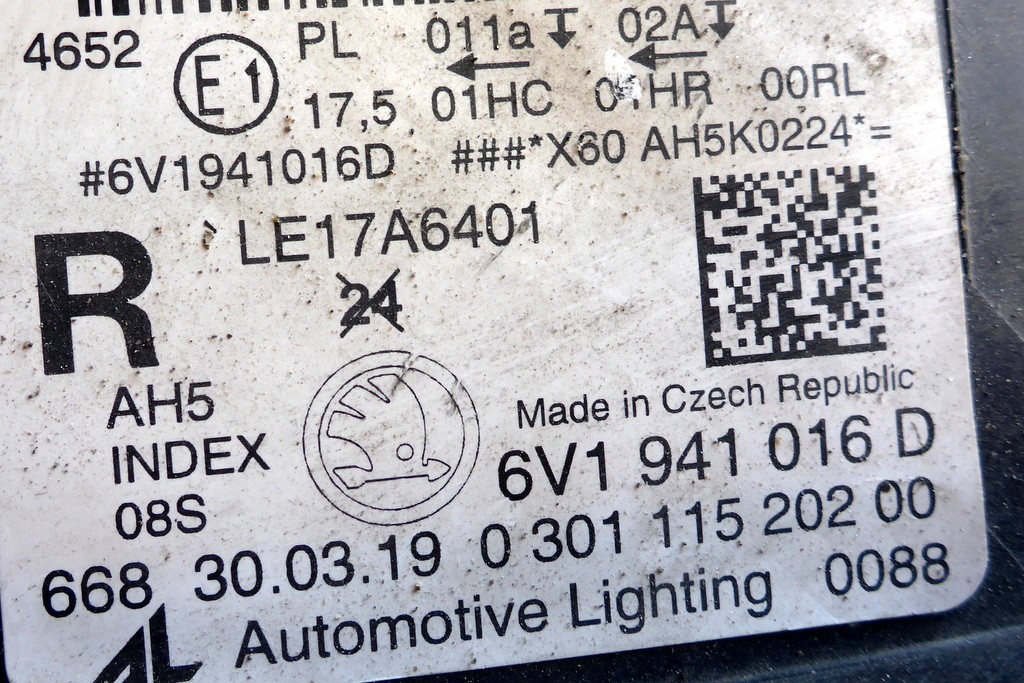 4652 E1 PL 011a 02A
17,5 01HC 01HR 00RL
#6V1941016D ###*X60 AH5K0224*=
R LE17A6401
24
AH5
INDEX
08S
Made in Czech Republic
6V1 941 016 D
668 30.03.19 0 301 115 202 00
AL Automotive Lighting 0088